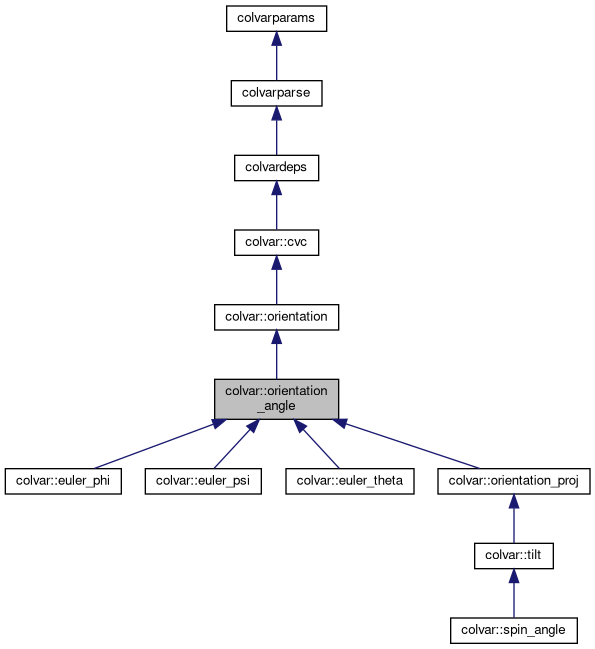 colvarparams
colvarparse
colvardeps
colvar::cvc
colvar::orientation
colvar::orientation
_angle
colvar::euler_phi
colvar::euler_psi
colvar::euler_theta
colvar::orientation_proj
colvar::tilt
colvar::spin_angle